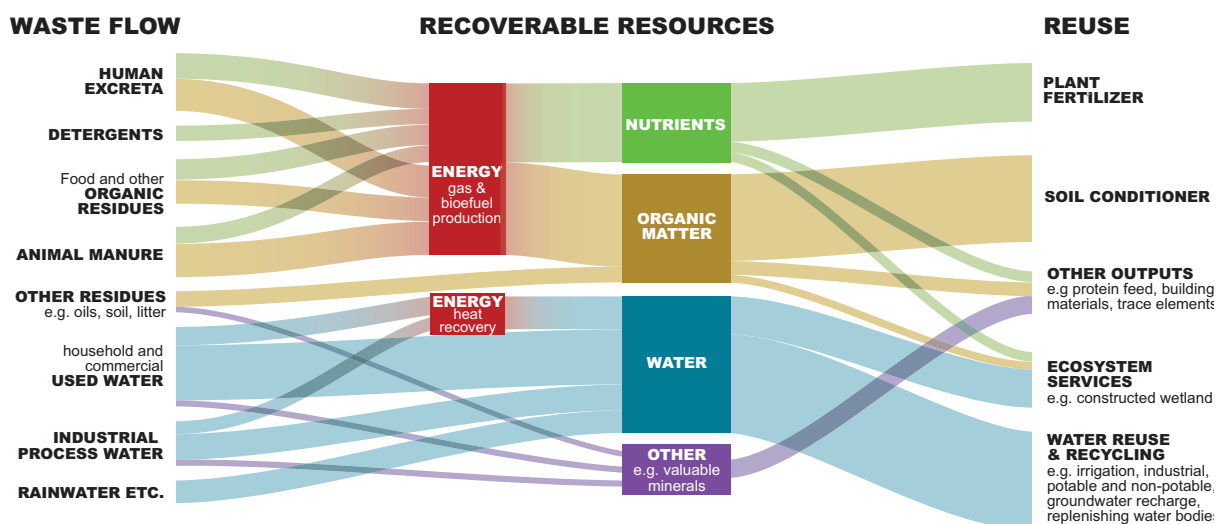 WASTE FLOW
RECOVERABLE RESOURCES
REUSE
HUMAN
EXCRETA
DETERGENTS
Food and other
ORGANIC
RESIDUES
ANIMAL MANURE
OTHER RESIDUES
e.g. oils, soil, litter
household and
commercial
USED WATER
INDUSTRIAL
PROCESS WATER
RAINWATER ETC.
ENERGY
gas &
bioefuel
production
ENERGY
heat
recovery
NUTRIENTS
ORGANIC
MATTER
WATER
OTHER
e.g. valuable
minerals
PLANT
FERTILIZER
SOIL CONDITIONER
OTHER OUTPUTS
e.g protein feed, building
materials, trace elements
ECOSYSTEM
SERVICES
e.g. constructed wetland
WATER REUSE
& RECYCLING
e.g. irrigation, industrial,
potable and non-potable,
groundwater recharge,
replenishing water bodies